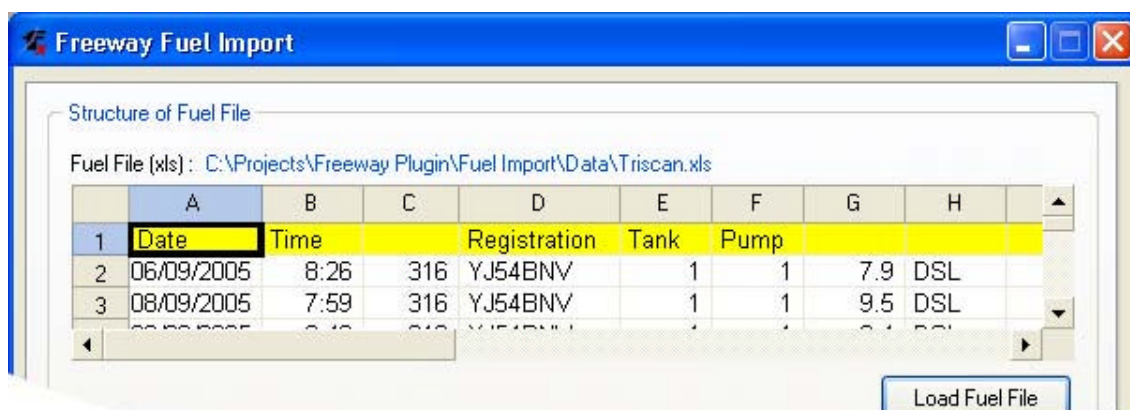 Freeway Fuel Import
Structure of Fuel File
Fuel File (xls) : C:\Projects\Freeway Plugin\Fuel Import\Data\Triscan.xls
A B C D E F G H
1 Date Time Registration Tank Pump
2 06/09/2005 8:26 316 YJ54BNV 1 1 7.9 DSL
3 08/09/2005 7:59 316 YJ54BNV 1 1 9.5 DSL
Load Fuel File